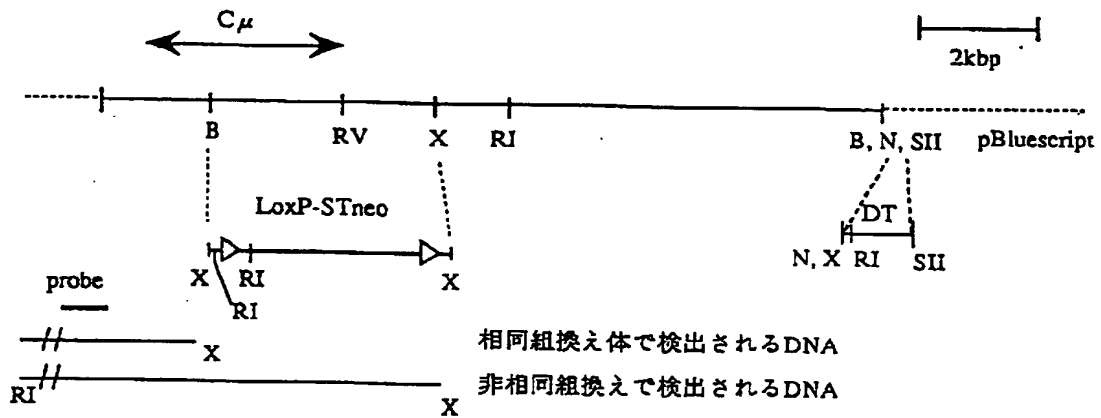 Cμ
2kbp
B
RV
X
RI
B, N, SII
pBluescript
LoxP-STneo
DT
X
RI
RI
X
N, X
RI
SII
probe
X
相同組換え体で検出されるDNA
RI
X
非相同組換えで検出されるDNA